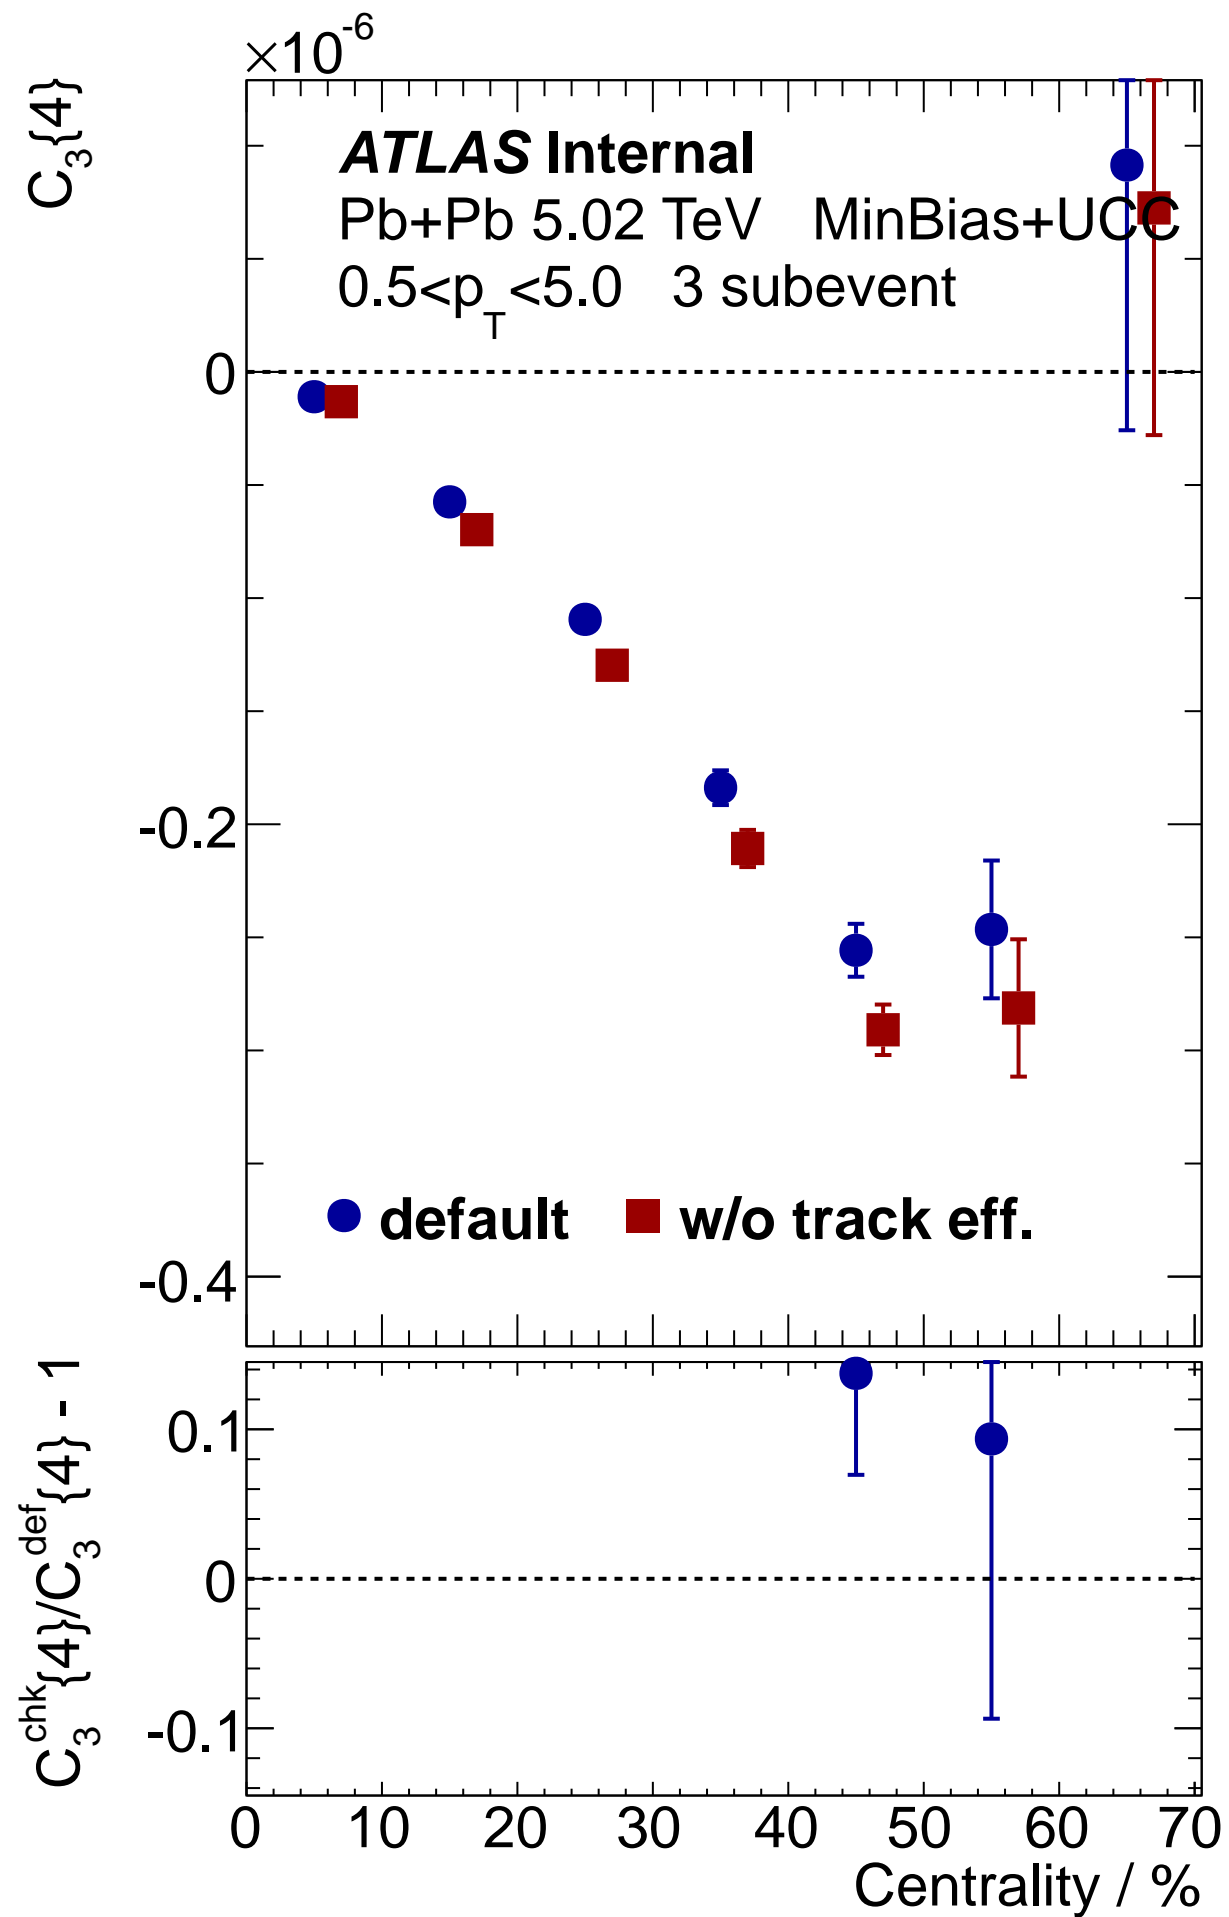 ×10⁻⁶
C₃{4}
ATLAS Internal
Pb+Pb 5.02 TeV MinBias+UCC
0.5<p_T<5.0 3 subevent
0
-0.2
default w/o track eff.
-0.4
C₃^chk{4}/C₃^def{4} - 1
0.1
0
-0.1
0 10 20 30 40 50 60 70
Centrality / %